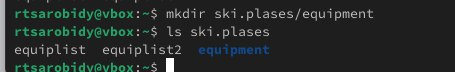 rtsarobidy@vbox:~$ mkdir ski.plases/equipment
rtsarobidy@vbox:~$ ls ski.plases
equiplist equiplist2 equipment
rtsarobidy@vbox:~$